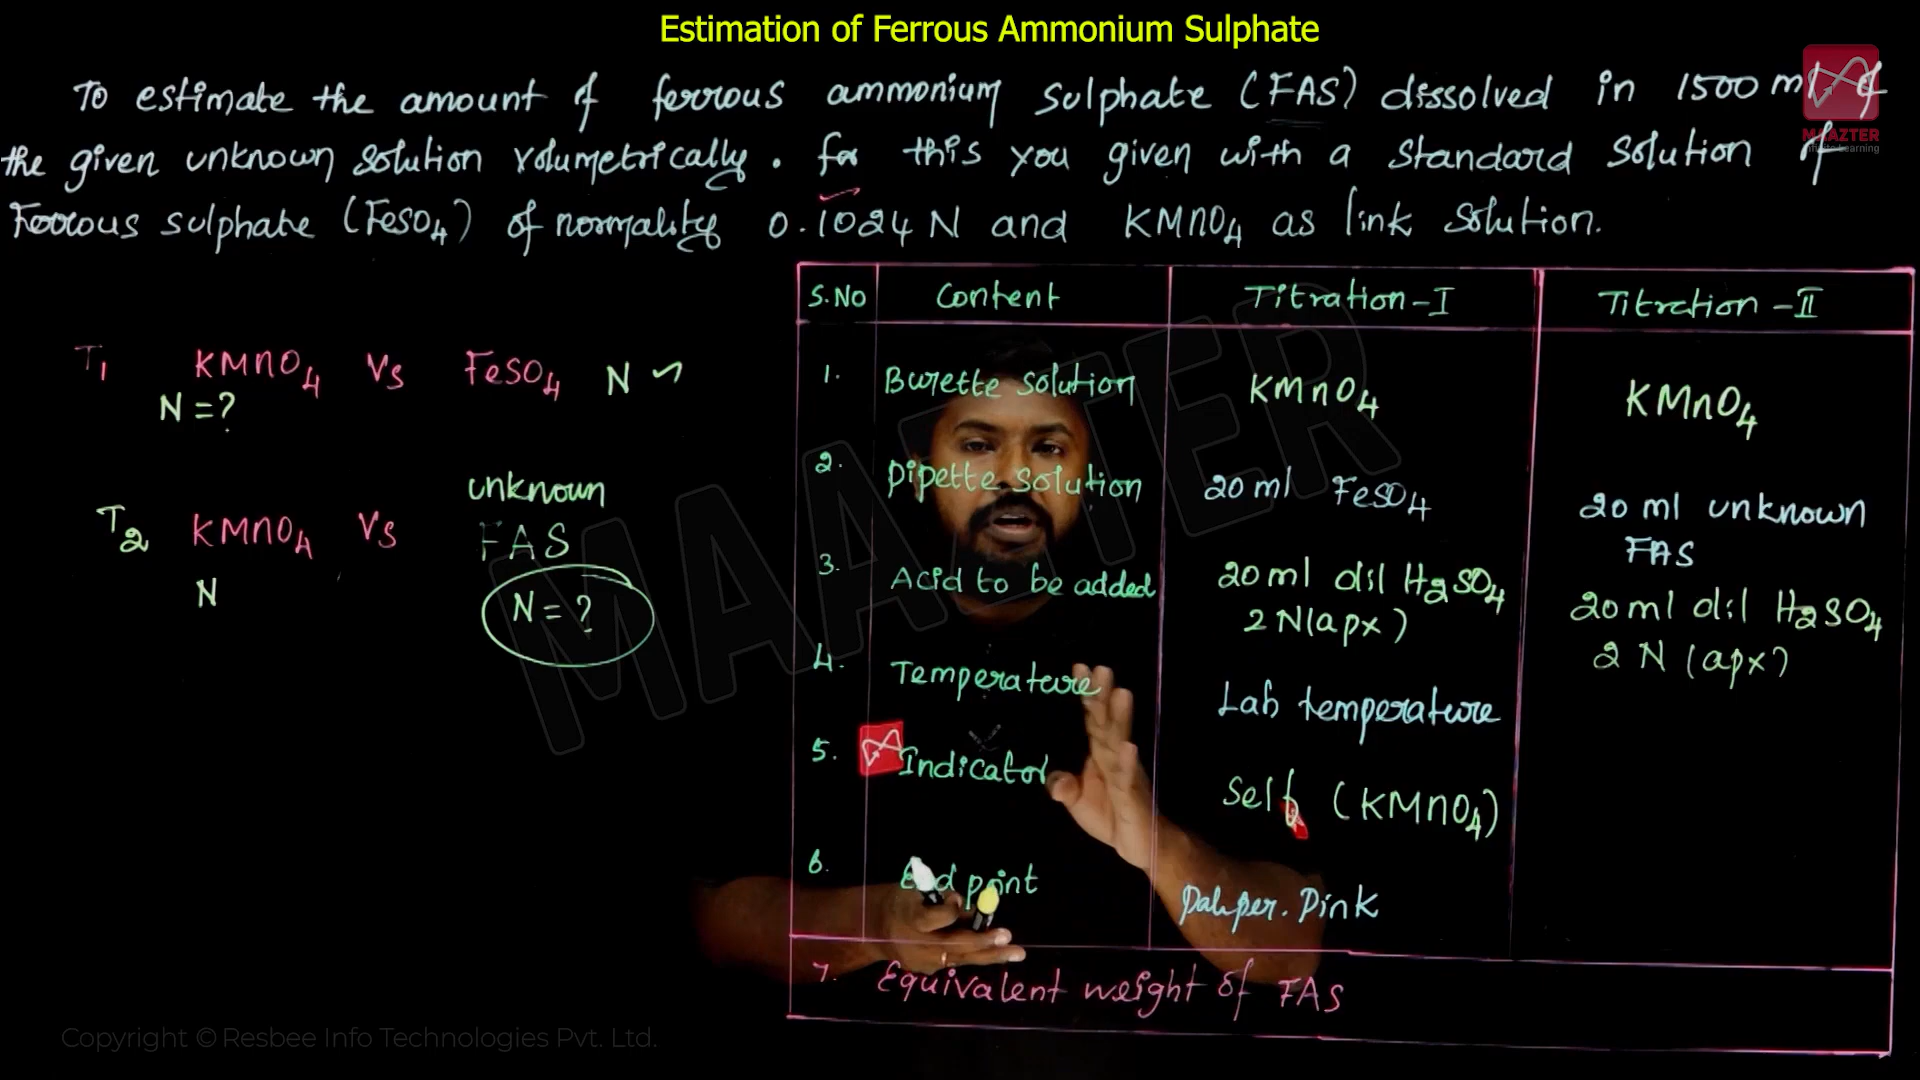 Estimation of Ferrous Ammonium Sulphate
To estimate the amount of ferrous ammonium sulphate (FAS) dissolved in 1500 ml of
the given unknown solution volumetrically. for this you given with a standard solution of
Ferrous sulphate (FeSO4) of normality 0.1024 N and KMnO4 as link solution.
MAAZTER
Infinite Learning
S.No Content Titration-I Titration-II
1. Burette solution KMnO4 KMnO4
2. Pipette solution 20 ml FeSO4 20 ml unknown
FAS
3. Acid to be added 20 ml dil H2SO4 20 ml dil H2SO4
2 N (apx) 2 N (apx)
4. Temperature Lab temperature
5. Indicator Self (KMnO4)
6. End point Pink
7. Equivalent weight of FAS
T1 KMnO4 Vs FeSO4 N
N = ?
unknown
T2 KMnO4 Vs FAS
N N = ?
MAAZTER
Copyright © Resbee Info Technologies Pvt. Ltd.